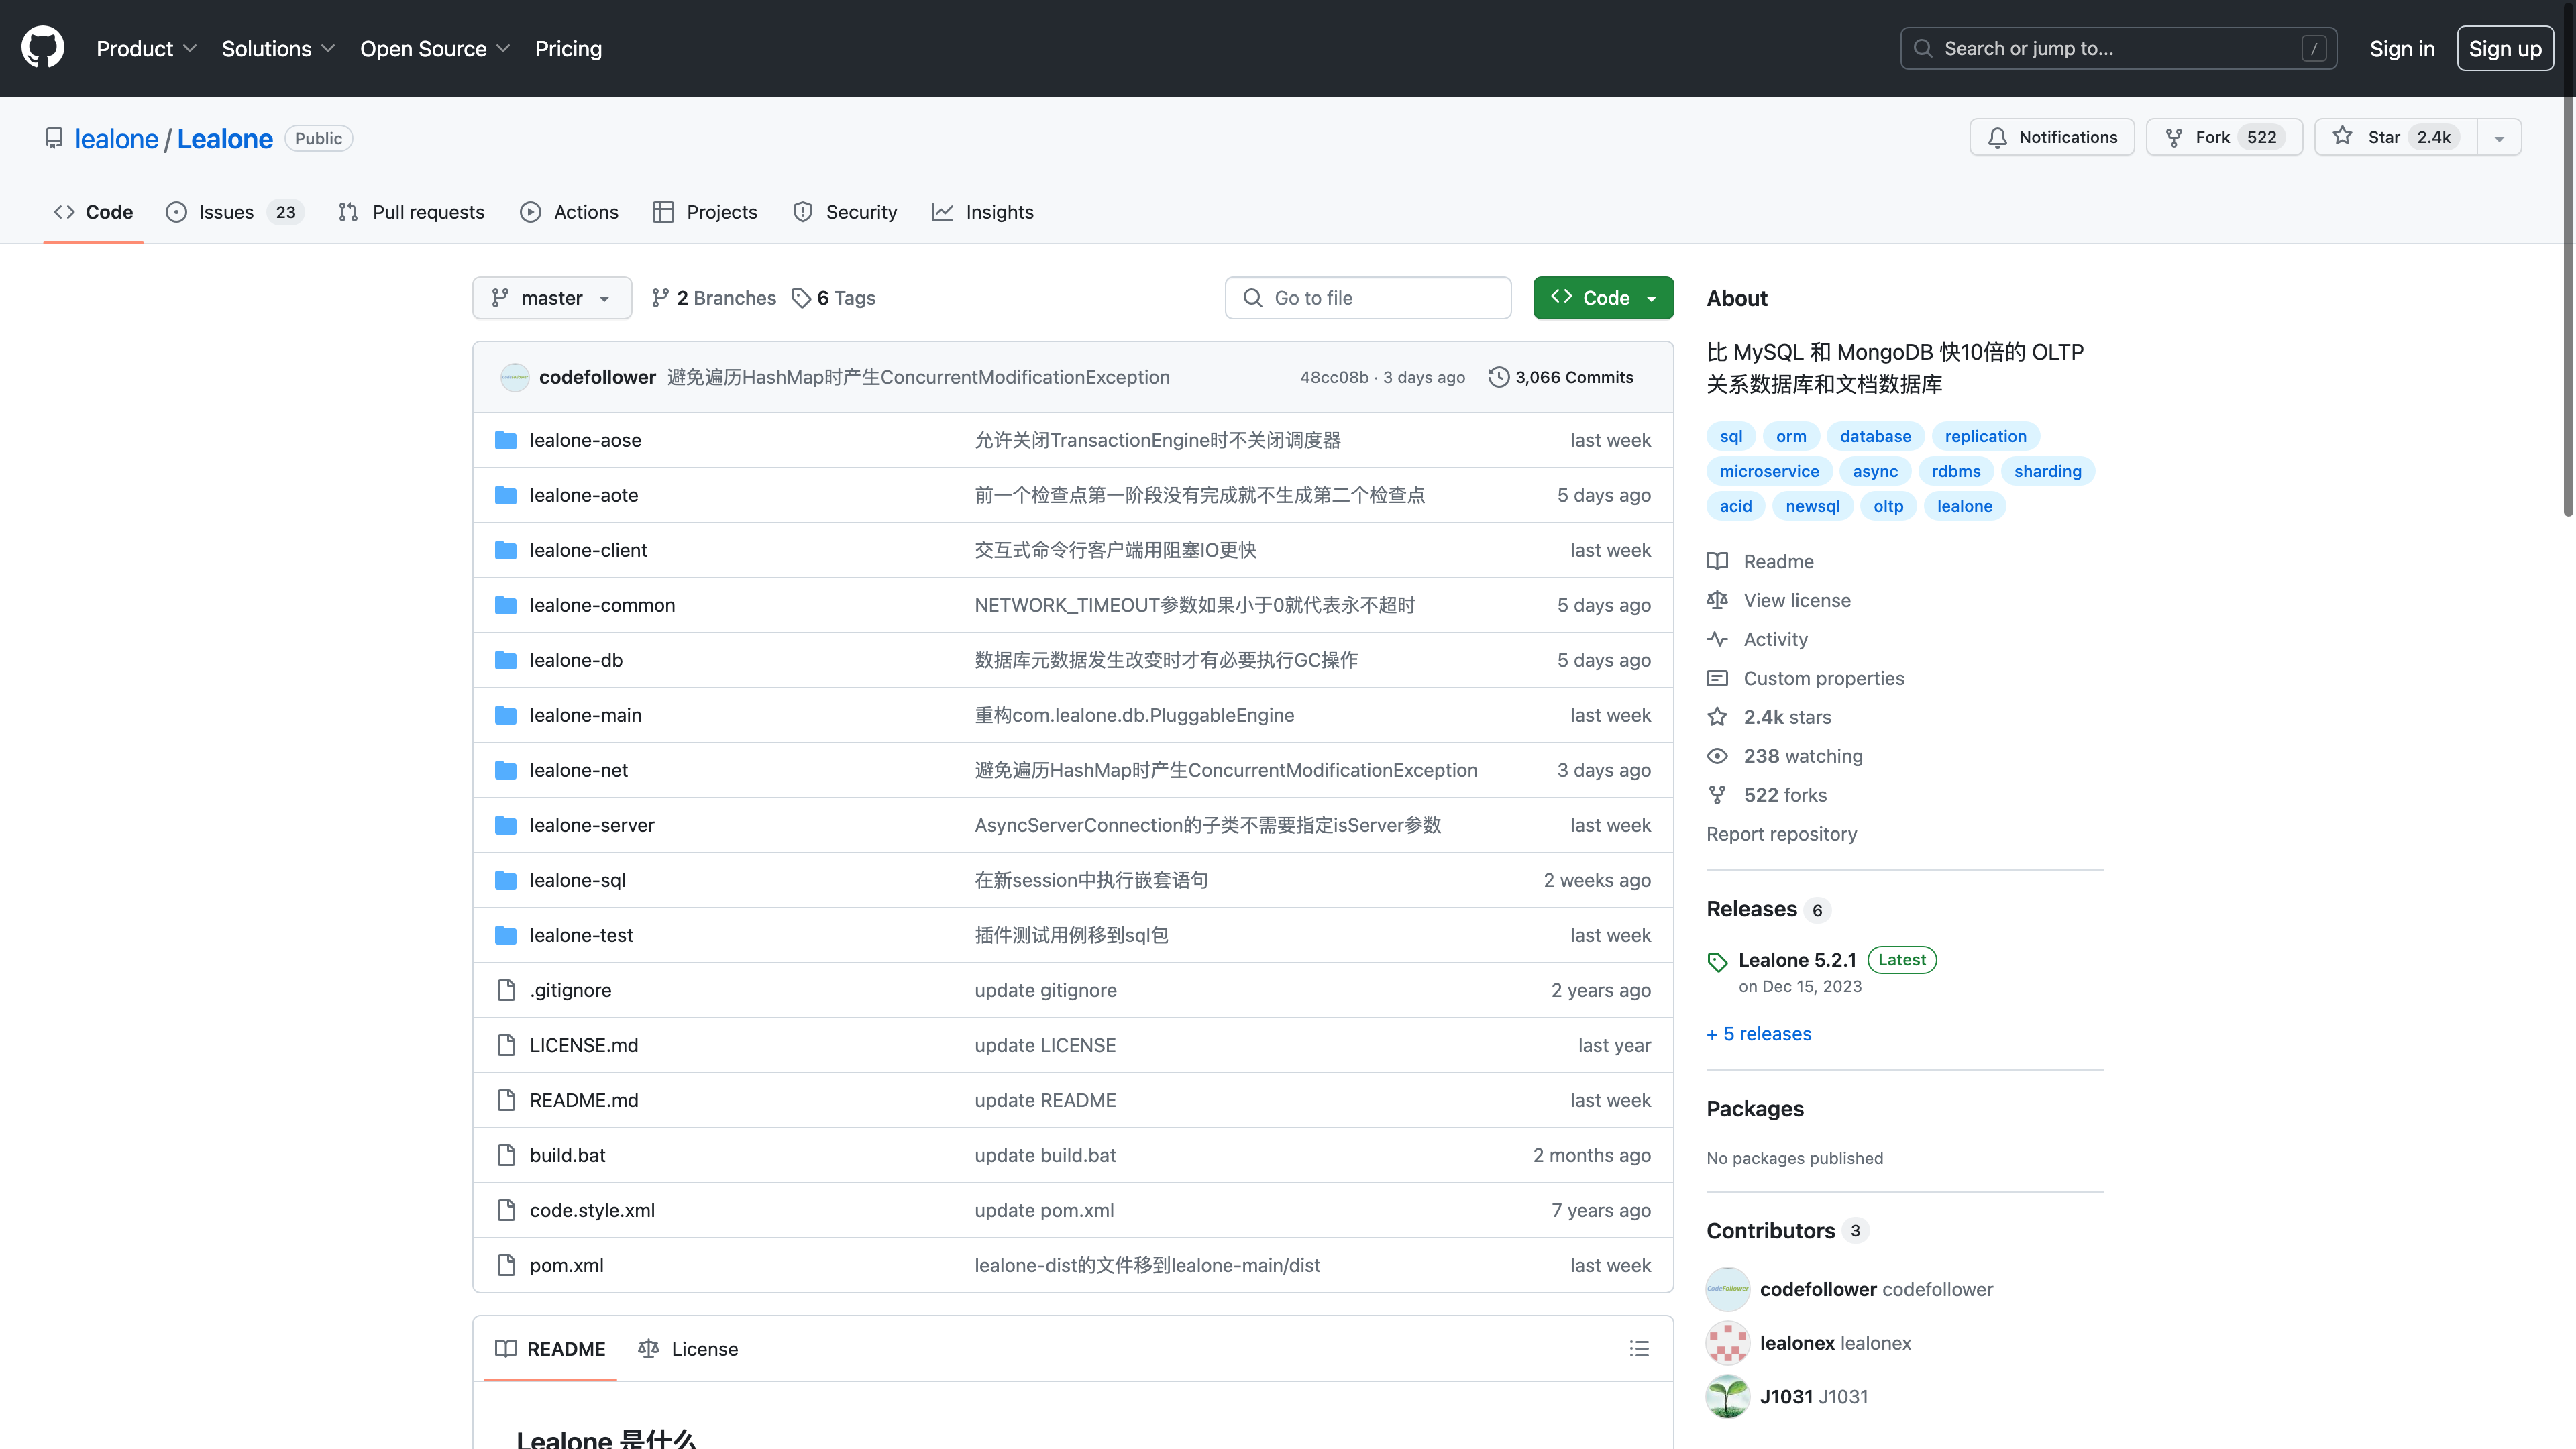 Product Solutions Open Source Pricing Search or jump to... / Sign in Sign up
lealone / Lealone Public Notifications Fork 522 Star 2.4k
Code Issues 23 Pull requests Actions Projects Security Insights
master 2 Branches 6 Tags Go to file Code
codefollower 避免遍历HashMap时产生ConcurrentModificationException 48cc08b · 3 days ago 3,066 Commits
lealone-aose 允许关闭TransactionEngine时不关闭调度器 last week
lealone-aote 前一个检查点第一阶段没有完成就不生成第二个检查点 5 days ago
lealone-client 交互式命令行客户端用阻塞IO更快 last week
lealone-common NETWORK_TIMEOUT参数如果小于0就代表永不超时 5 days ago
lealone-db 数据库元数据发生改变时才有必要执行GC操作 5 days ago
lealone-main 重构com.lealone.db.PluggableEngine last week
lealone-net 避免遍历HashMap时产生ConcurrentModificationException 3 days ago
lealone-server AsyncServerConnection的子类不需要指定isServer参数 last week
lealone-sql 在新session中执行嵌套语句 2 weeks ago
lealone-test 插件测试用例移到sql包 last week
.gitignore update gitignore 2 years ago
LICENSE.md update LICENSE last year
README.md update README last week
build.bat update build.bat 2 months ago
code.style.xml update pom.xml 7 years ago
pom.xml lealone-dist的文件移到lealone-main/dist last week
README License
Lealone 是什么
About
比 MySQL 和 MongoDB 快10倍的 OLTP
关系数据库和文档数据库
sql orm database replication
microservice async rdbms sharding
acid newsql oltp lealone
Readme
View license
Activity
Custom properties
2.4k stars
238 watching
522 forks
Report repository
Releases 6
Lealone 5.2.1 Latest
on Dec 15, 2023
+ 5 releases
Packages
No packages published
Contributors 3
CodeFollower codefollower codefollower
lealonex lealonex
J1031 J1031